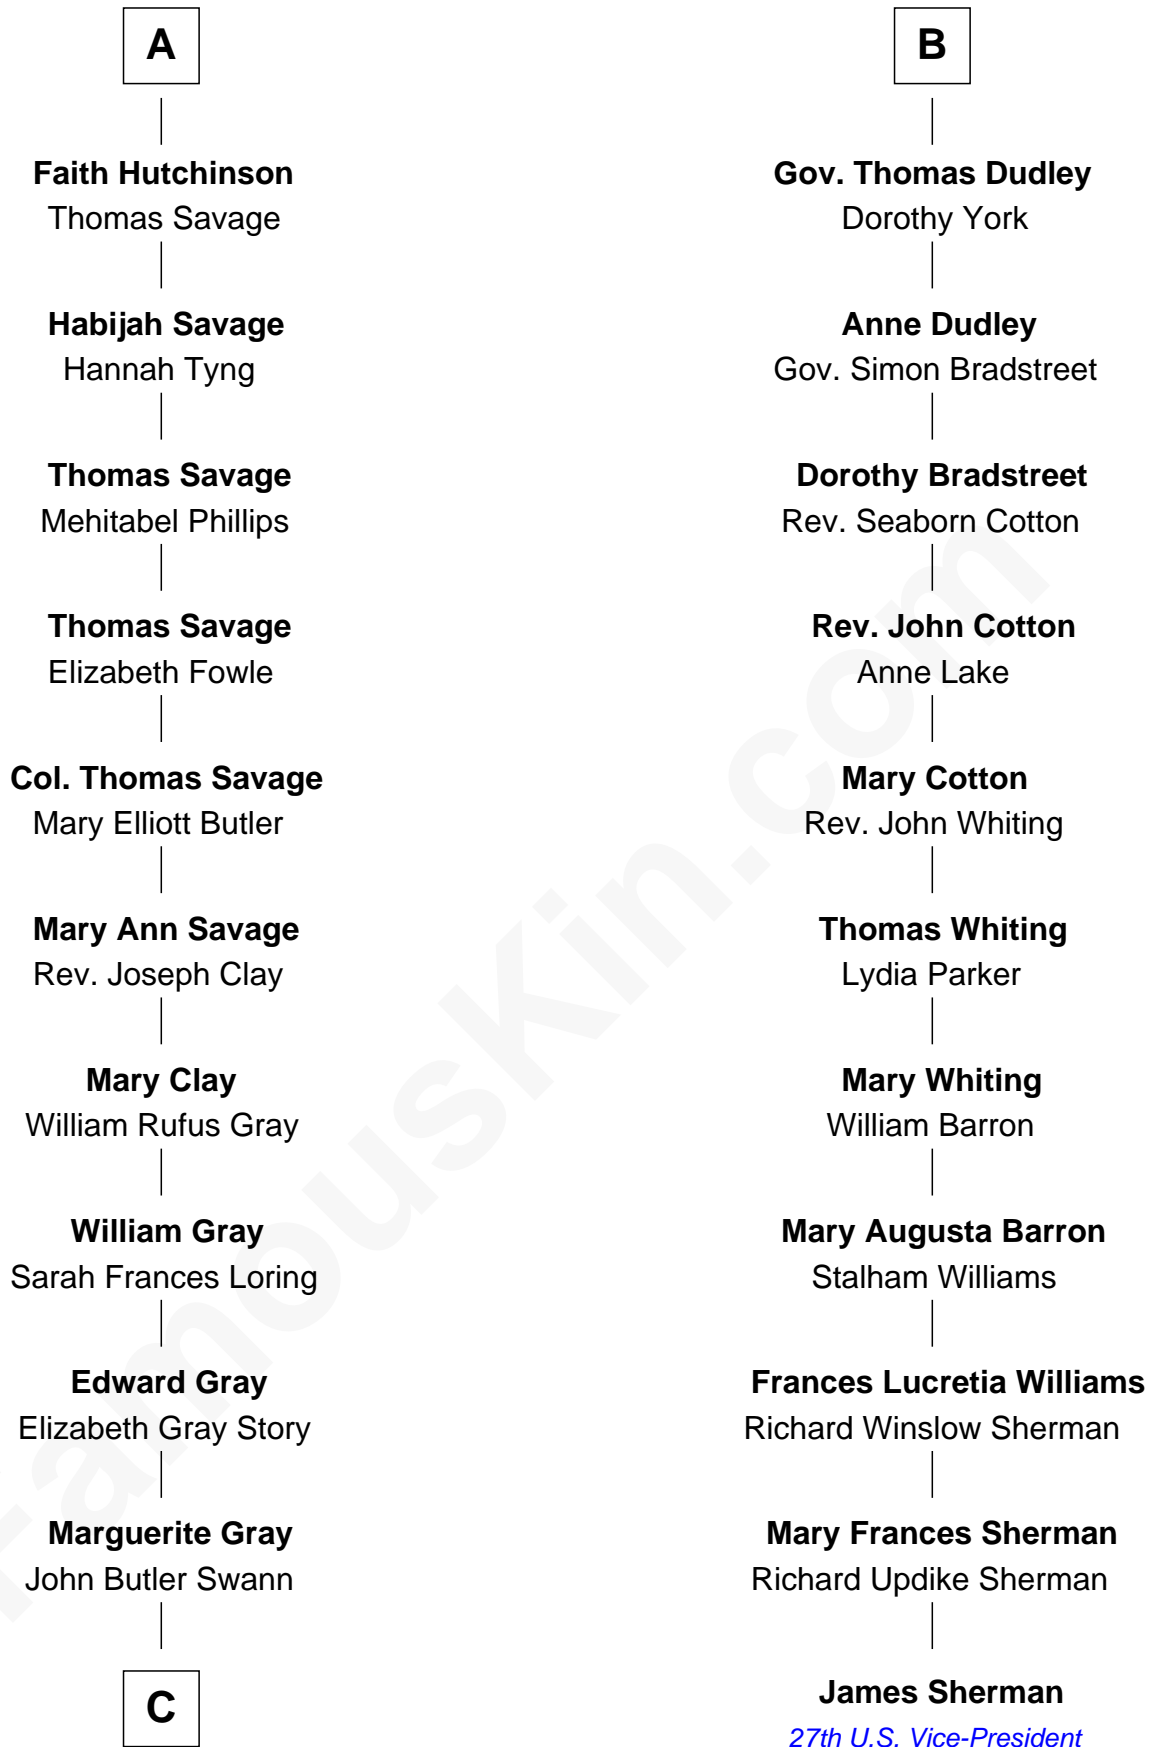 A
Faith Hutchinson
Thomas Savage
Habijah Savage
Hannah Tyng
Thomas Savage
Mehitabel Phillips
Thomas Savage
Elizabeth Fowle
Col. Thomas Savage
Mary Elliott Butler
Mary Ann Savage
Rev. Joseph Clay
Mary Clay
William Rufus Gray
William Gray
Sarah Frances Loring
Edward Gray
Elizabeth Gray Story
Marguerite Gray
John Butler Swann
C
B
Gov. Thomas Dudley
Dorothy York
Anne Dudley
Gov. Simon Bradstreet
Dorothy Bradstreet
Rev. Seaborn Cotton
Rev. John Cotton
Anne Lake
Mary Cotton
Rev. John Whiting
Thomas Whiting
Lydia Parker
Mary Whiting
William Barron
Mary Augusta Barron
Stalham Williams
Frances Lucretia Williams
Richard Winslow Sherman
Mary Frances Sherman
Richard Updike Sherman
James Sherman
27th U.S. Vice-President
FamousKin.com